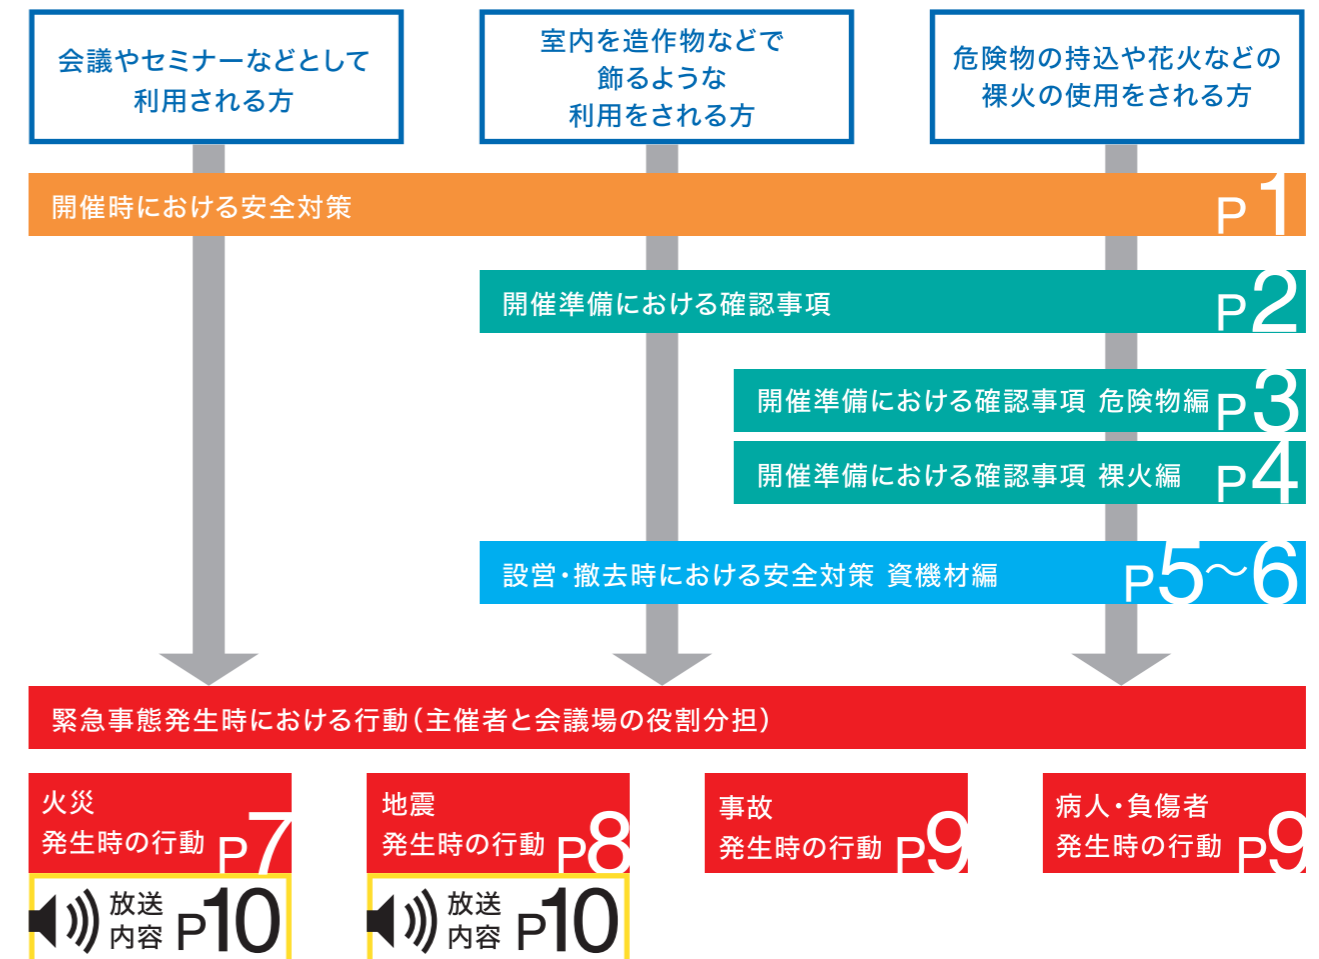 会議やセミナーなどとして
利用される方
室内を造作物などで
飾るような
利用をされる方
危険物の持込や花火などの
裸火の使用をされる方
開催時における安全対策 P1
開催準備における確認事項 P2
開催準備における確認事項 危険物編 P3
開催準備における確認事項 裸火編 P4
設営・撤去時における安全対策 資機材編 P5〜6
緊急事態発生時における行動(主催者と会議場の役割分担)
火災
発生時の行動 P7
放送
内容 P10
地震
発生時の行動 P8
放送
内容 P10
事故
発生時の行動 P9
病人・負傷者
発生時の行動 P9